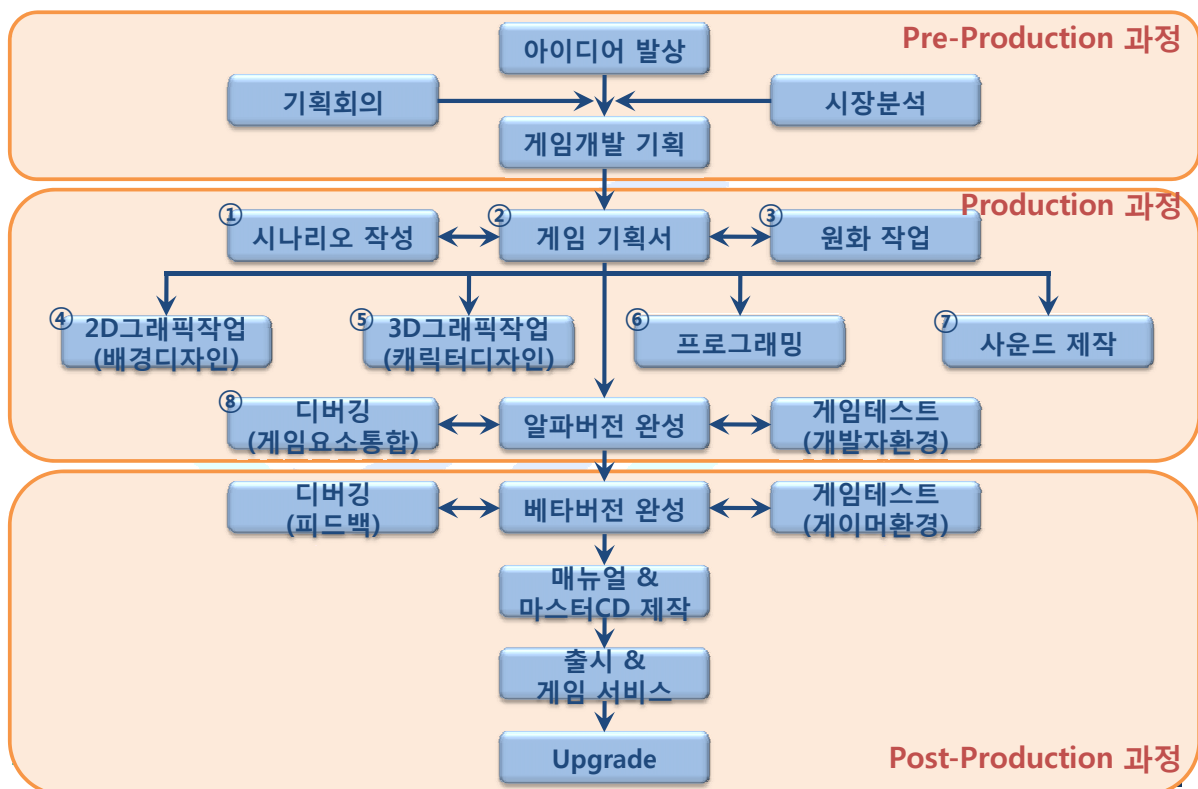 Pre-Production 과정
아이디어 발상
기획회의
시장분석
게임개발 기획
Production 과정
①
시나리오 작성
②
게임 기획서
③
원화 작업
④
2D그래픽작업
(배경디자인)
⑤
3D그래픽작업
(캐릭터디자인)
⑥
프로그래밍
⑦
사운드 제작
⑧
디버깅
(게임요소통합)
알파버전 완성
게임테스트
(개발자환경)
디버깅
(피드백)
베타버전 완성
게임테스트
(게이머환경)
매뉴얼 &
마스터CD 제작
출시 &
게임 서비스
Upgrade
Post-Production 과정